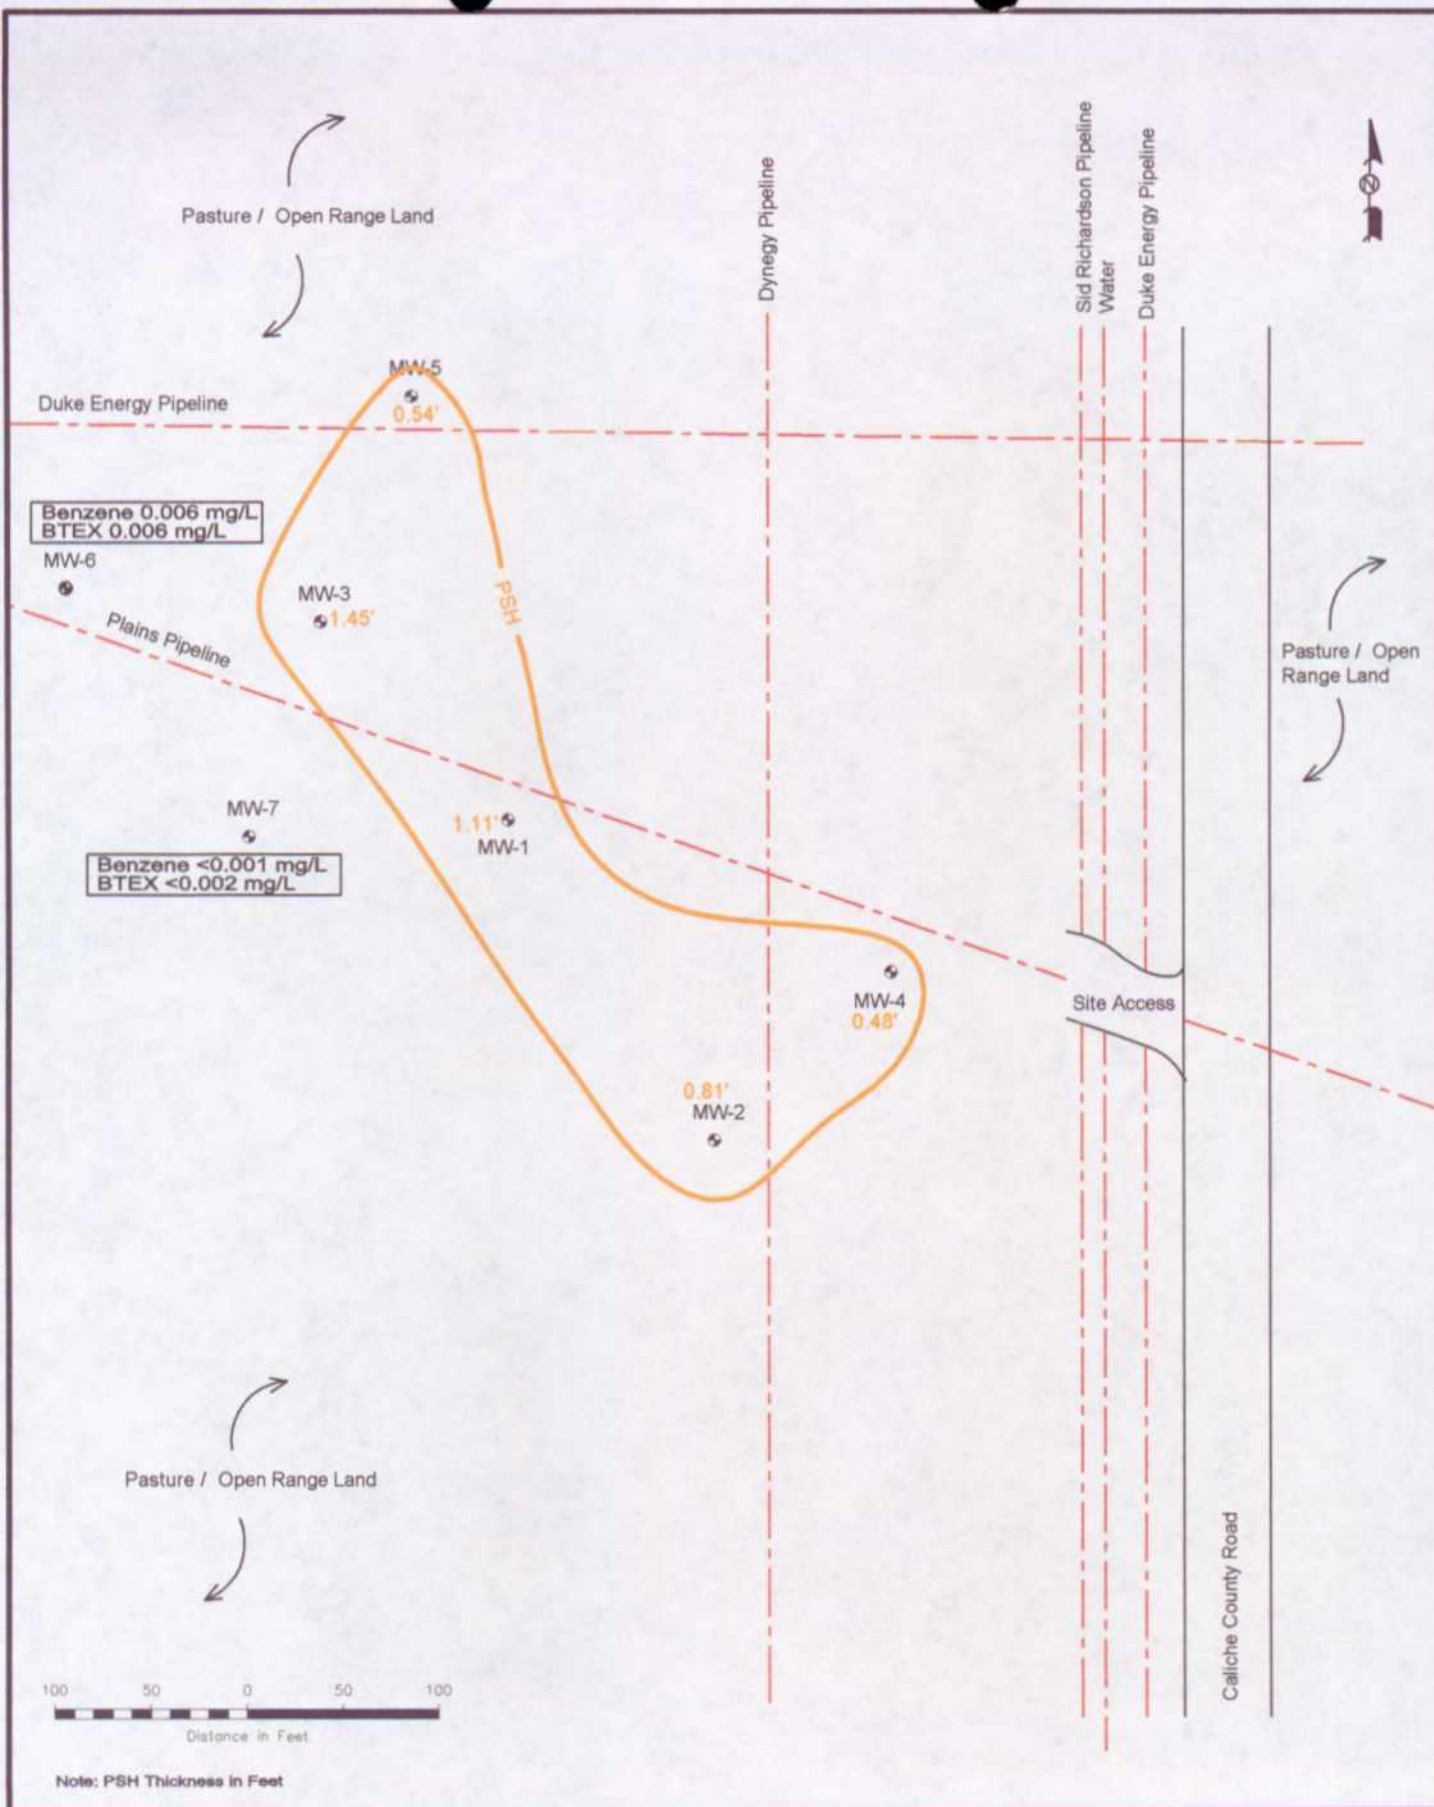 Dynegy Pipeline
Sid Richardson Pipeline
Water
Duke Energy Pipeline
N
Pasture / Open Range Land
MW-5
0.54'
Duke Energy Pipeline
Benzene 0.006 mg/L
BTEX 0.006 mg/L
MW-6
MW-3
1.45'
PSH
Plains Pipeline
Pasture / Open
Range Land
MW-7
Benzene <0.001 mg/L
BTEX <0.002 mg/L
1.11'
MW-1
MW-4
0.48'
Site Access
0.81'
MW-2
Pasture / Open Range Land
Caliche County Road
100 50 0 50 100
Distance in Feet
Note: PSH Thickness in Feet